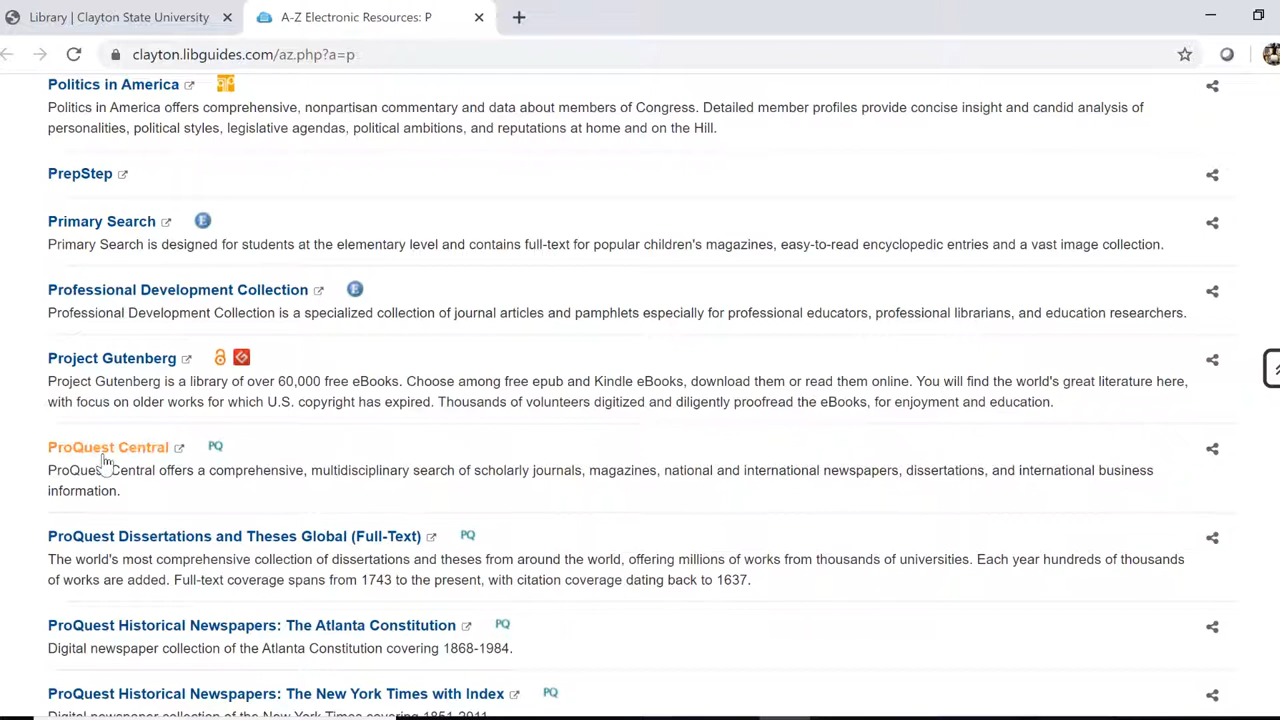 Library | Clayton State University
A-Z Electronic Resources: P
clayton.libguides.com/az.php?a=p
Politics in America
Politics in America offers comprehensive, nonpartisan commentary and data about members of Congress. Detailed member profiles provide concise insight and candid analysis of
personalities, political styles, legislative agendas, political ambitions, and reputations at home and on the Hill.
PrepStep
Primary Search E
Primary Search is designed for students at the elementary level and contains full-text for popular children's magazines, easy-to-read encyclopedic entries and a vast image collection.
Professional Development Collection E
Professional Development Collection is a specialized collection of journal articles and pamphlets especially for professional educators, professional librarians, and education researchers.
Project Gutenberg
Project Gutenberg is a library of over 60,000 free eBooks. Choose among free epub and Kindle eBooks, download them or read them online. You will find the world's great literature here,
with focus on older works for which U.S. copyright has expired. Thousands of volunteers digitized and diligently proofread the eBooks, for enjoyment and education.
ProQuest Central PQ
ProQuest Central offers a comprehensive, multidisciplinary search of scholarly journals, magazines, national and international newspapers, dissertations, and international business
information.
ProQuest Dissertations and Theses Global (Full-Text) PQ
The world's most comprehensive collection of dissertations and theses from around the world, offering millions of works from thousands of universities. Each year hundreds of thousands
of works are added. Full-text coverage spans from 1743 to the present, with citation coverage dating back to 1637.
ProQuest Historical Newspapers: The Atlanta Constitution PQ
Digital newspaper collection of the Atlanta Constitution covering 1868-1984.
ProQuest Historical Newspapers: The New York Times with Index PQ
Digital newspaper collection of the New York Times covering 1851-2011